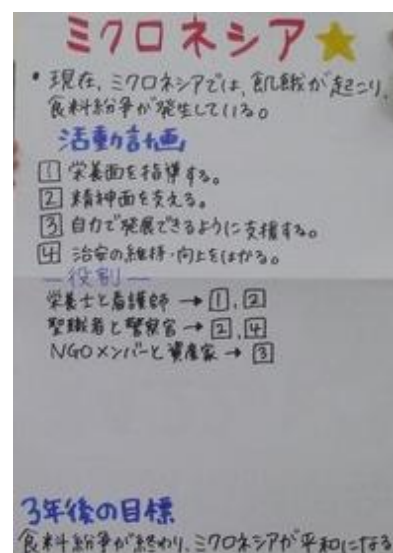 ミクロネシア★
・現在、ミクロネシアでは、飢餓が起こり、
食料紛争が発生している。
活動計画
1 栄養面を指導する。
2 精神面を支える。
3 自力で発展できるように支援する。
4 治安の維持・向上をはかる。
—役割—
栄養士と看護師→1,2
聖職者と警察官→2,4
NGOメンバーと資産家→3
3年後の目標
食料紛争が終わり、ミクロネシアが平和になる